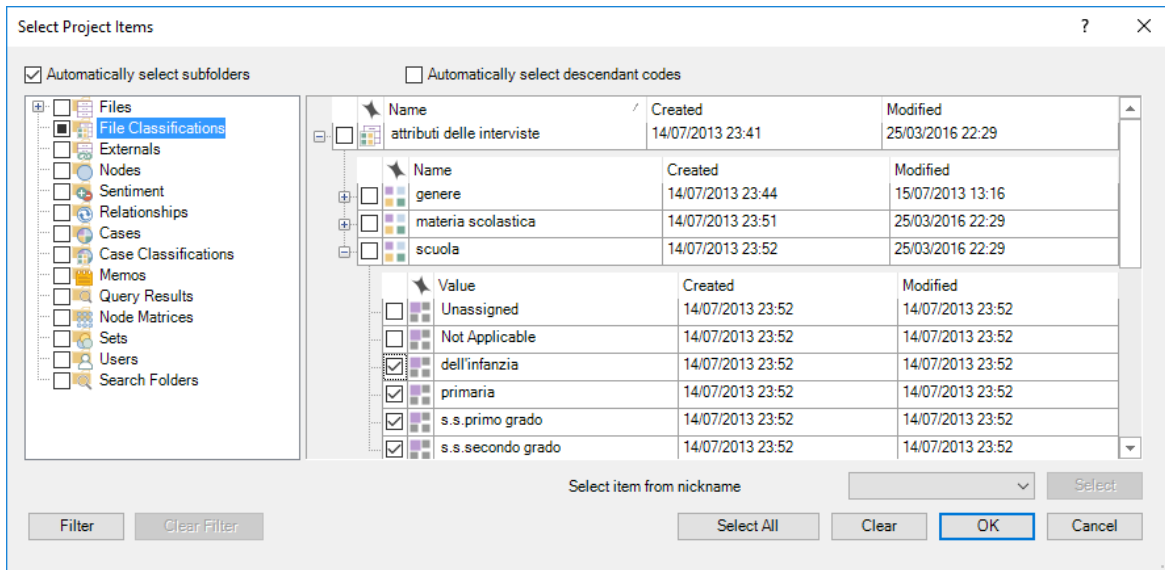 Select Project Items ?
Automatically select subfolders Automatically select descendant codes
Files
File Classifications
Externals
Nodes
Sentiment
Relationships
Cases
Case Classifications
Memos
Query Results
Node Matrices
Sets
Users
Search Folders
Name Created Modified
attributi delle interviste 14/07/2013 23:41 25/03/2016 22:29
Name Created Modified
genere 14/07/2013 23:44 15/07/2013 13:16
materia scolastica 14/07/2013 23:51 25/03/2016 22:29
scuola 14/07/2013 23:52 25/03/2016 22:29
Value Created Modified
Unassigned 14/07/2013 23:52 14/07/2013 23:52
Not Applicable 14/07/2013 23:52 14/07/2013 23:52
dell'infanzia 14/07/2013 23:52 14/07/2013 23:52
primaria 14/07/2013 23:52 14/07/2013 23:52
s.s.primo grado 14/07/2013 23:52 14/07/2013 23:52
s.s.secondo grado 14/07/2013 23:52 14/07/2013 23:52
Select item from nickname Select
Filter Clear Filter Select All Clear OK Cancel